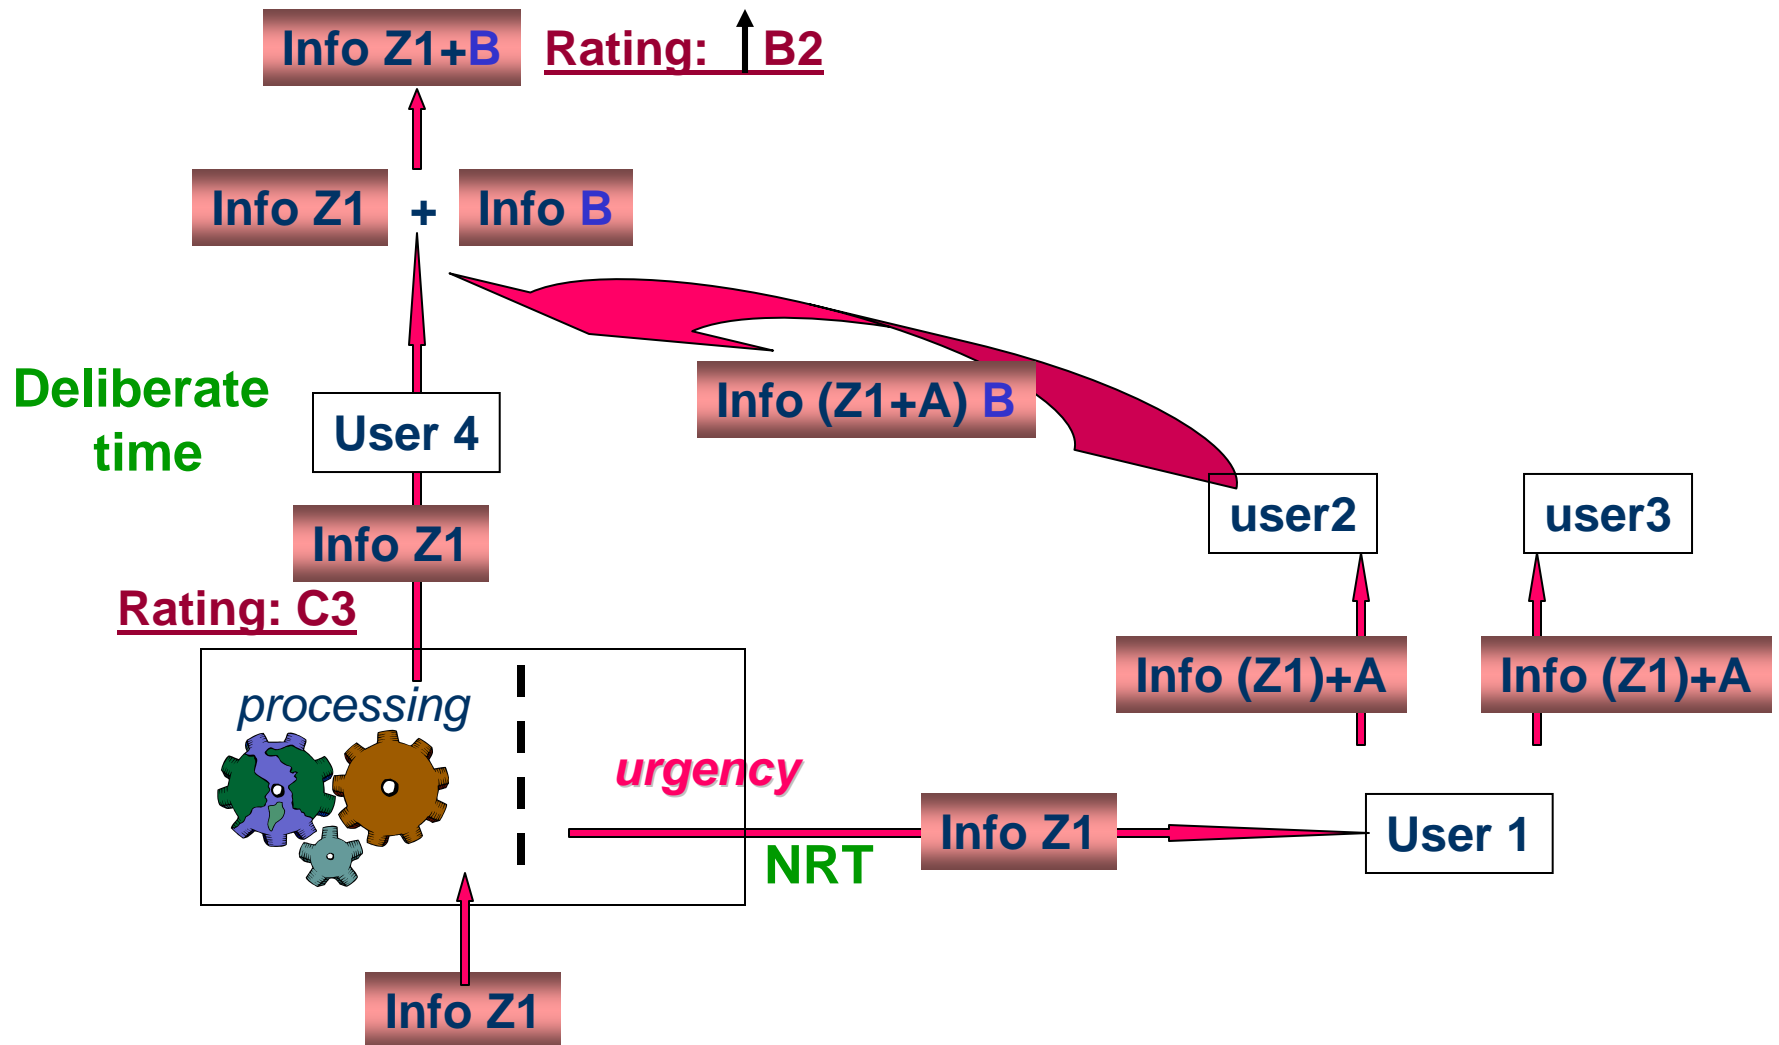 Info Z1+B
Rating: B2
Info Z1
+
Info B
Deliberate
time
Info (Z1+A) B
User 4
user2
user3
Info Z1
Rating: C3
Info (Z1)+A
Info (Z1)+A
processing
urgency
Info Z1
User 1
NRT
Info Z1